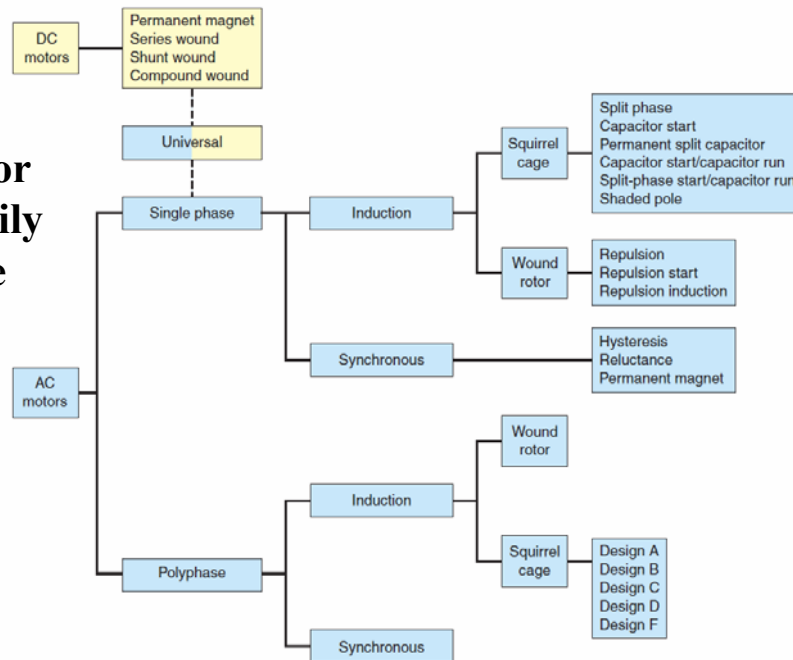 DC
motors
Permanent magnet
Series wound
Shunt wound
Compound wound
Universal
or
ily
e
Single phase
Induction
Squirrel
cage
Split phase
Capacitor start
Permanent split capacitor
Capacitor start/capacitor run
Split-phase start/capacitor run
Shaded pole
Wound
rotor
Repulsion
Repulsion start
Repulsion induction
Synchronous
Hysteresis
Reluctance
Permanent magnet
AC
motors
Polyphase
Induction
Wound
rotor
Squirrel
cage
Design A
Design B
Design C
Design D
Design F
Synchronous